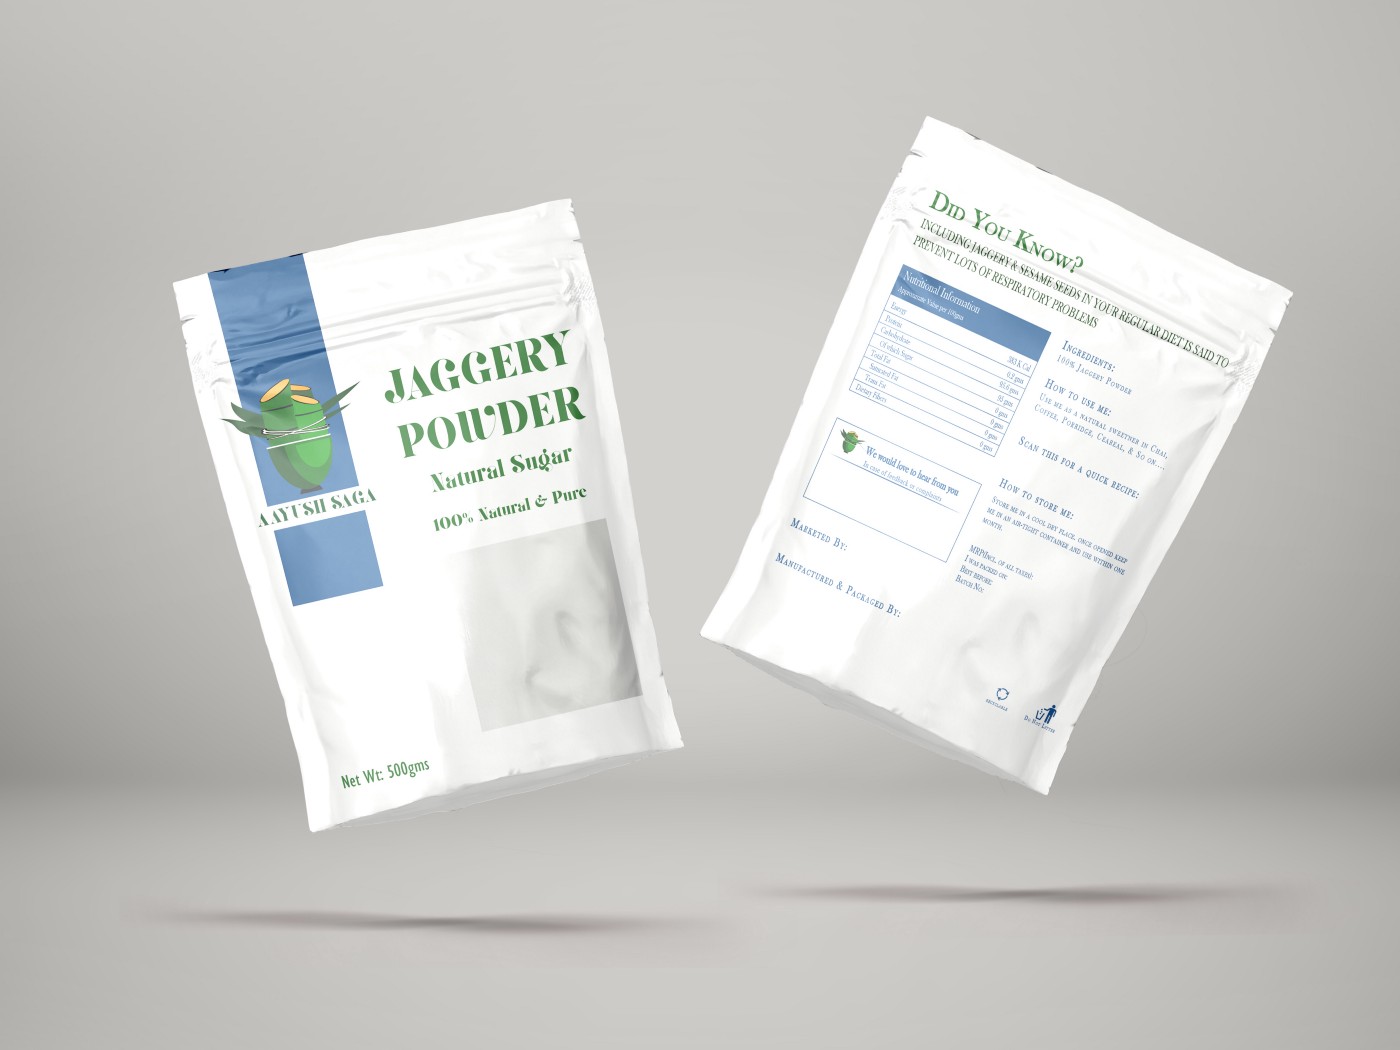 JAGGERY
POWDER
Natural Sugar
100% Natural & Pure
AAYUSH SAGA
Net Wt: 500gms
Did You Know?
INCLUDING JAGGERY & SESAME SEEDS IN YOUR REGULAR DIET IS SAID TO
PREVENT LOTS OF RESPIRATORY PROBLEMS
Nutritional Information
Approximate Value per 100gms
Energy 383 K Cal
Protein 0.2 gms
Carbohydrate 95.6 gms
Of which Sugar 95 gms
Total Fat 0 gms
Saturated Fat 0 gms
Trans Fat 0 gms
Dietary Fibers 0 gms
We would love to hear from you
In case of feedback or complaints
Marketed By:
Manufactured & Packaged By:
Ingredients:
100% Jaggery Powder
How to use me:
Use me as a natural sweetner in Chai,
Coffee, Porridge, Ceareal, & So on....
Scan this for a quick recipe:
How to store me:
Store me in a cool dry place, once opened keep
me in an air-tight container and use within one
month.
MRP(Incl. of all taxes):
I was packed on:
Best before:
Batch No:
Recyclable
Do Not Litter